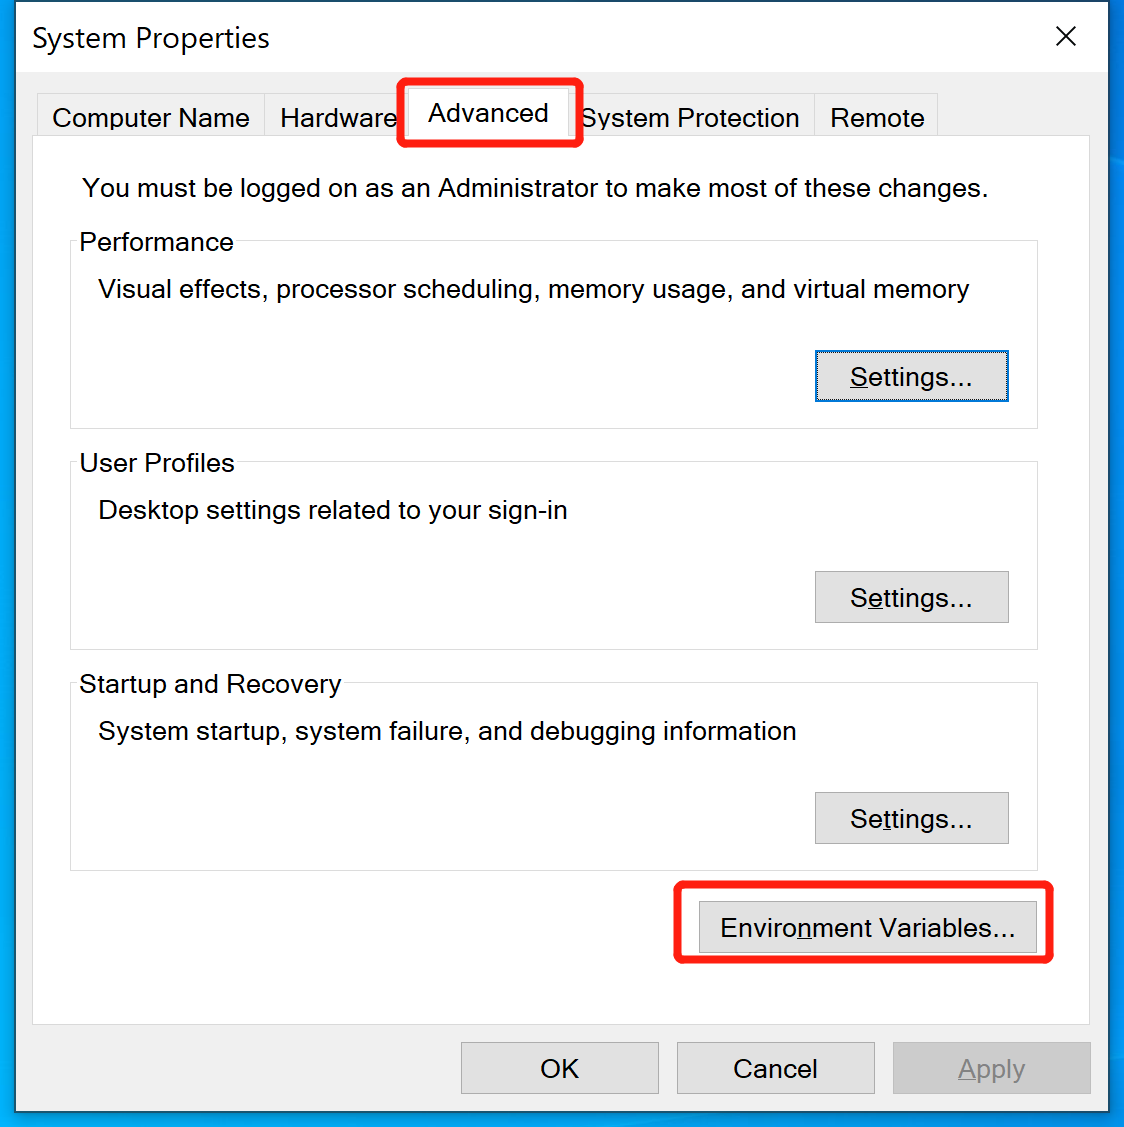 System Properties
Computer Name Hardware Advanced System Protection Remote
You must be logged on as an Administrator to make most of these changes.
Performance
Visual effects, processor scheduling, memory usage, and virtual memory
Settings...
User Profiles
Desktop settings related to your sign-in
Settings...
Startup and Recovery
System startup, system failure, and debugging information
Settings...
Environment Variables...
OK Cancel Apply